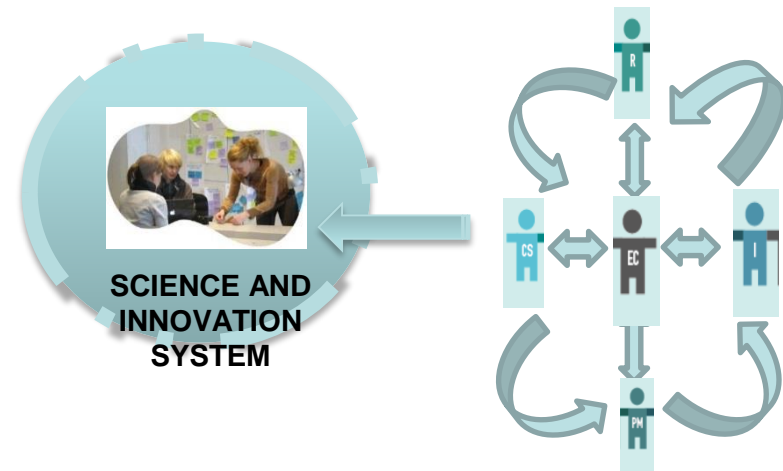 R
CS
EC
I
SCIENCE AND
INNOVATION
SYSTEM
PM